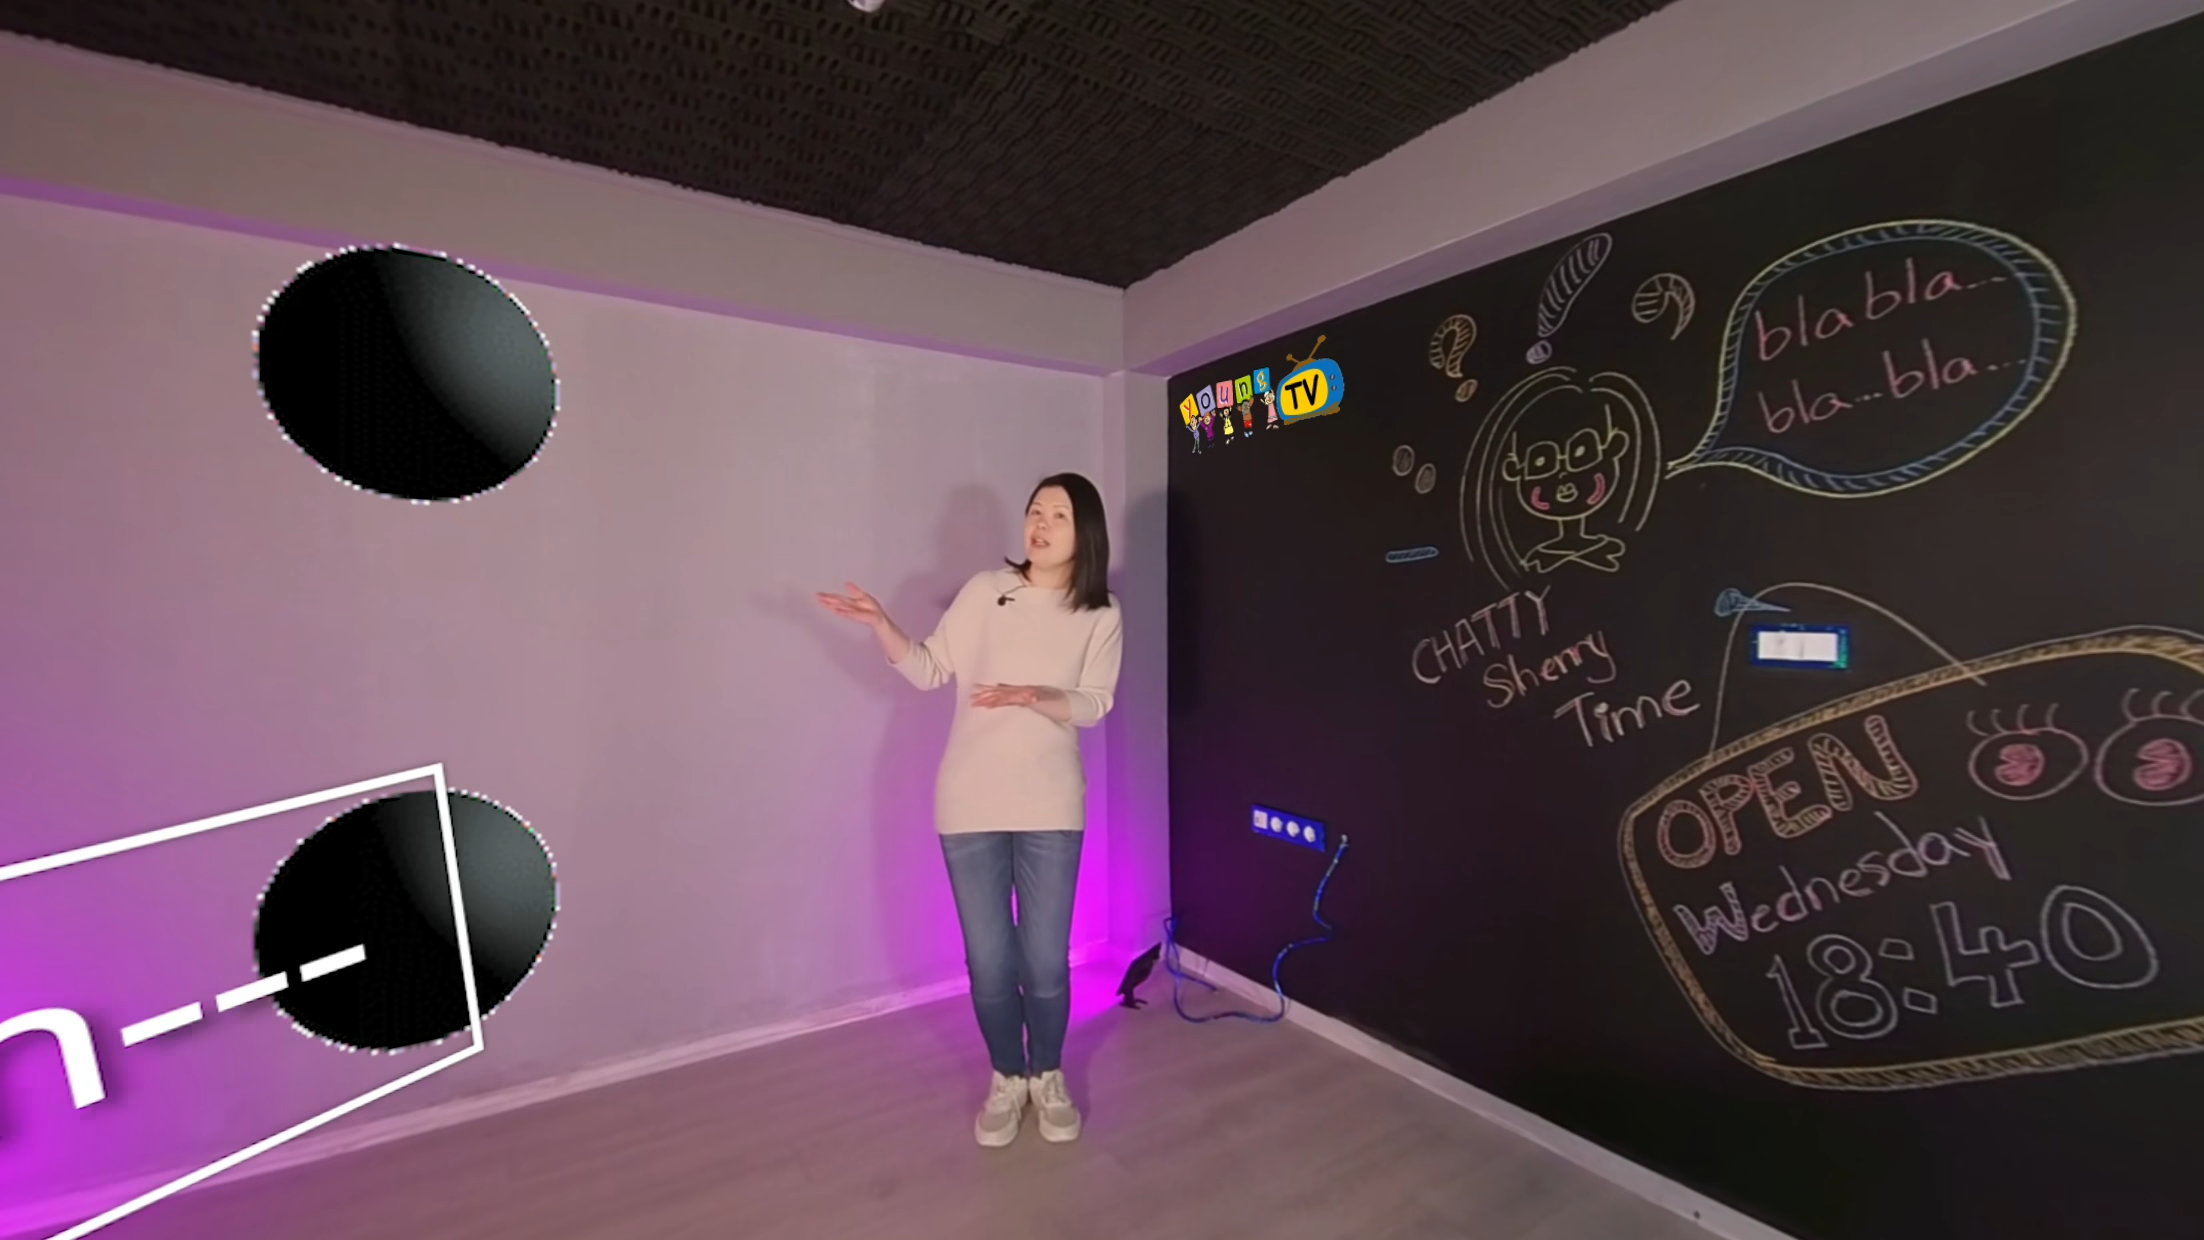 n---
young TV
bla bla...
bla...bla...
CHATTY
Sherry
Time
OPEN
Wednesday
18:40